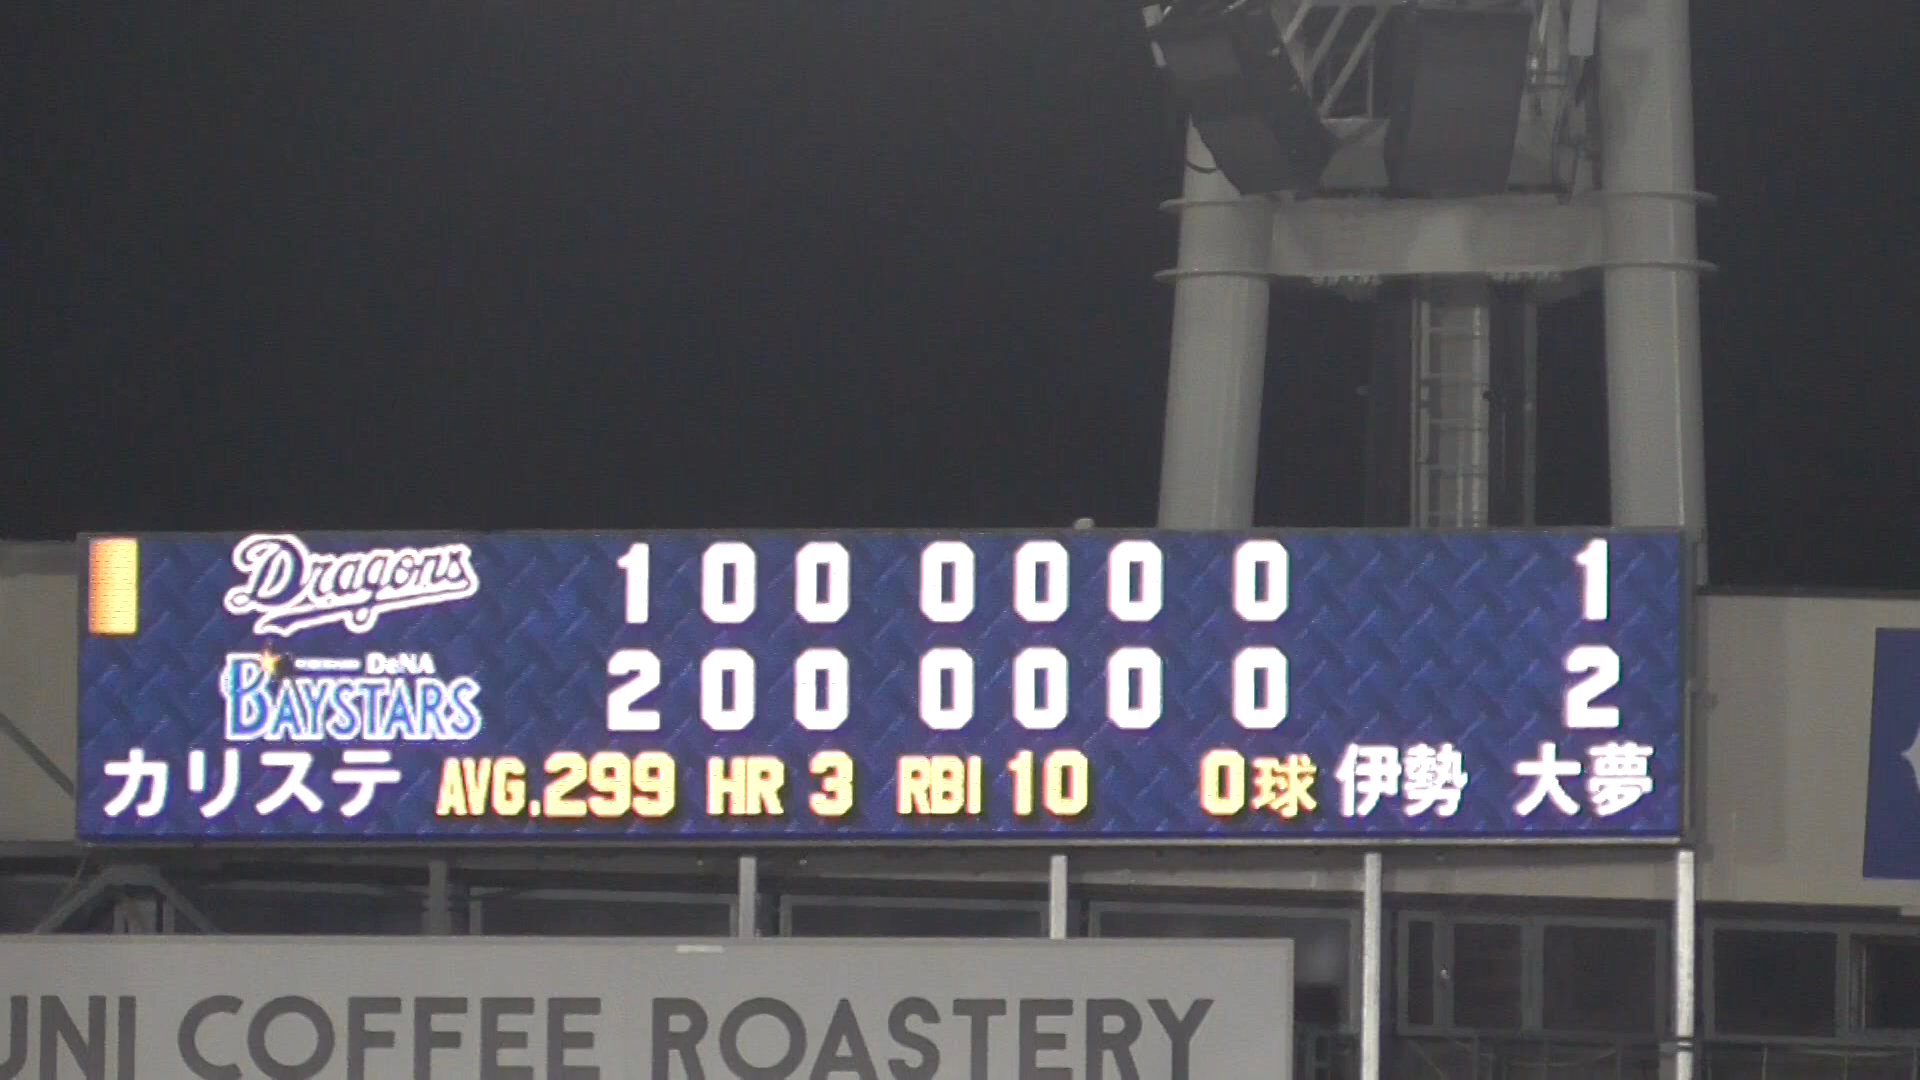 Dragons 1 0 0 0 0 0 0 1
DeNA
BAYSTARS 2 0 0 0 0 0 0 2
カリステ AVG.299 HR 3 RBI 10 0球 伊勢 大夢
UNI COFFEE ROASTERY